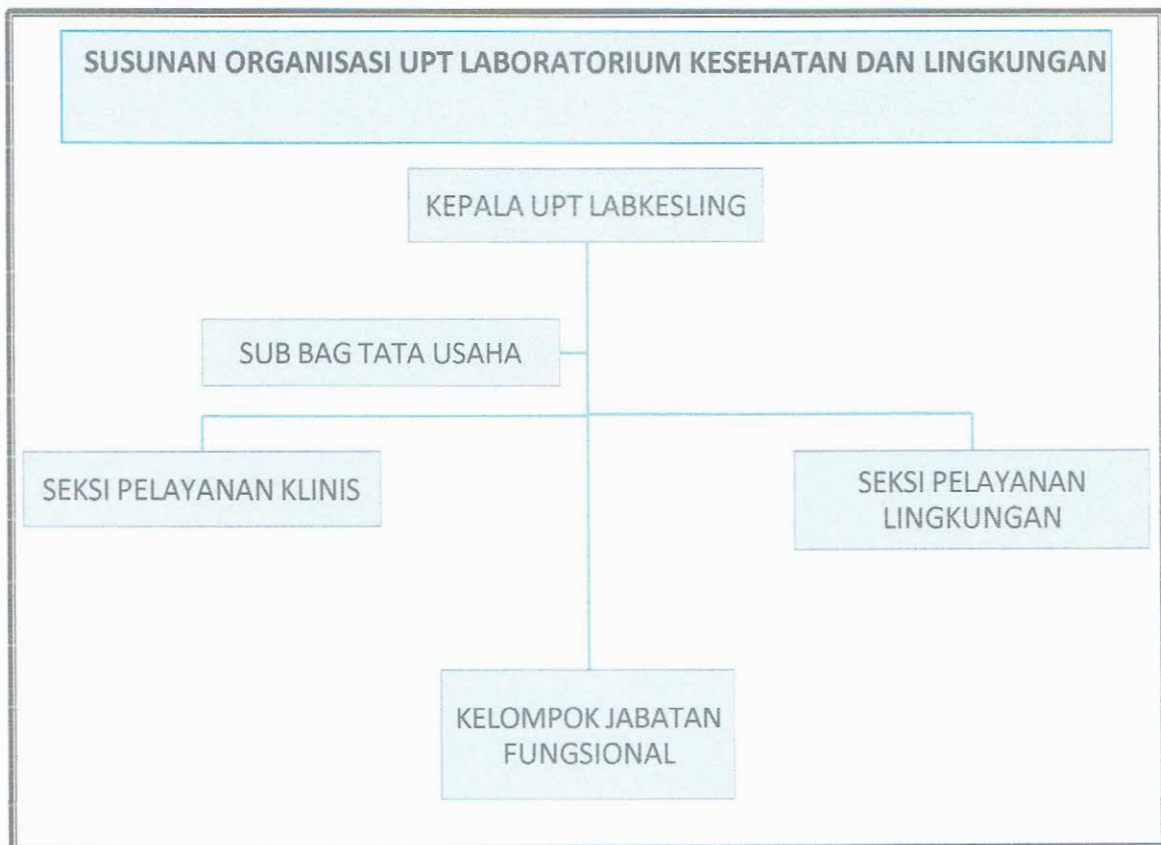 SUSUNAN ORGANISASI UPT LABORATORIUM KESEHATAN DAN LINGKUNGAN
KEPALA UPT LABKESLING
SUB BAG TATA USAHA
SEKSI PELAYANAN KLINIS
SEKSI PELAYANAN
LINGKUNGAN
KELOMPOK JABATAN
FUNGSIONAL